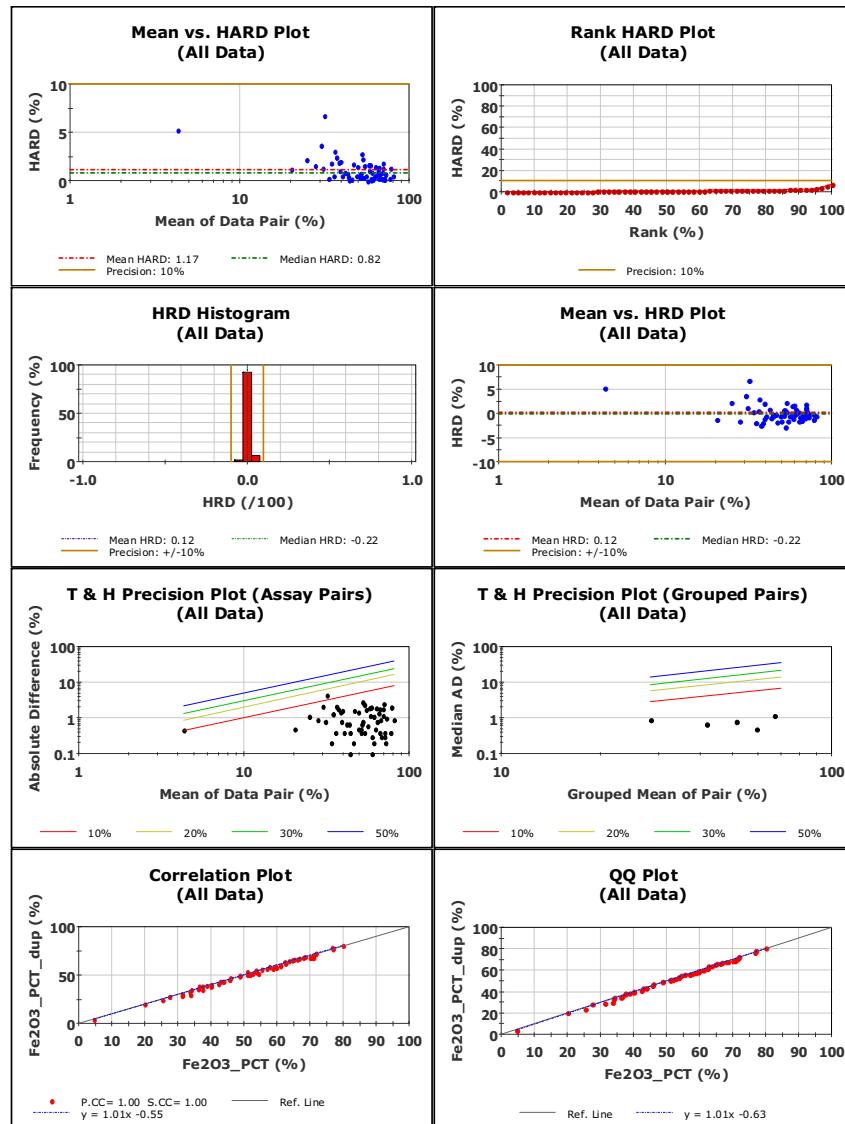 Mean vs. HARD Plot
(All Data)
HARD (%)
10
5
0
1
10
100
Mean of Data Pair (%)
Mean HARD: 1.17
Median HARD: 0.82
Precision: 10%
Rank HARD Plot
(All Data)
HARD (%)
100
80
60
40
20
0
0 10 20 30 40 50 60 70 80 90 100
Rank (%)
Precision: 10%
HRD Histogram
(All Data)
Frequency (%)
100
50
0
-1.0
0.0
1.0
HRD (/100)
Mean HRD: 0.12
Median HRD: -0.22
Precision: +/-10%
Mean vs. HRD Plot
(All Data)
HRD (%)
10
5
0
-5
-10
1
10
100
Mean of Data Pair (%)
Mean HRD: 0.12
Median HRD: -0.22
Precision: +/-10%
T & H Precision Plot (Assay Pairs)
(All Data)
Absolute Difference (%)
100
10
1
0.1
1
10
100
Mean of Data Pair (%)
10%
20%
30%
50%
T & H Precision Plot (Grouped Pairs)
(All Data)
Median AD (%)
100
10
1
0.1
10
100
Grouped Mean of Pair (%)
10%
20%
30%
50%
Correlation Plot
(All Data)
Fe2O3_PCT_dup (%)
100
50
0
0 10 20 30 40 50 60 70 80 90 100
Fe2O3_PCT (%)
P.CC= 1.00 S.CC= 1.00
Ref. Line
y = 1.01x -0.55
QQ Plot
(All Data)
Fe2O3_PCT_dup (%)
100
80
60
40
20
0
0 10 20 30 40 50 60 70 80 90 100
Fe2O3_PCT (%)
Ref. Line
y = 1.01x -0.63